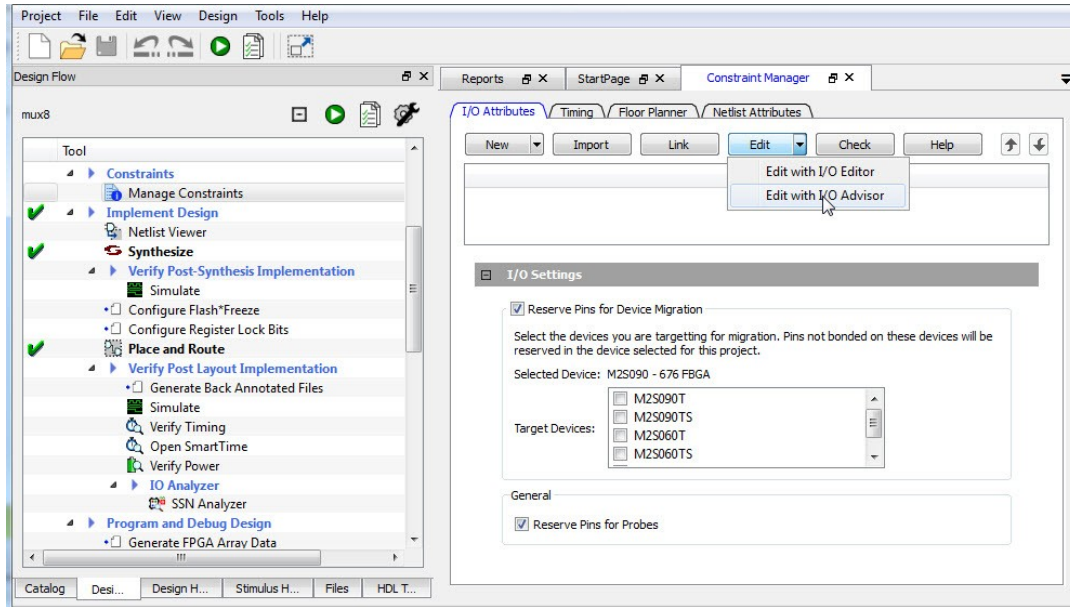 Project File Edit View Design Tools Help
Design Flow
mux8
Tool
Constraints
Manage Constraints
Implement Design
Netlist Viewer
Synthesize
Verify Post-Synthesis Implementation
Simulate
Configure Flash*Freeze
Configure Register Lock Bits
Place and Route
Verify Post Layout Implementation
Generate Back Annotated Files
Simulate
Verify Timing
Open SmartTime
Verify Power
IO Analyzer
SSN Analyzer
Program and Debug Design
Generate FPGA Array Data
Catalog Desi... Design H... Stimulus H... Files HDL T...
Reports StartPage Constraint Manager
I/O Attributes Timing Floor Planner Netlist Attributes
New Import Link Edit Check Help
Edit with I/O Editor
Edit with I/O Advisor
I/O Settings
Reserve Pins for Device Migration
Select the devices you are targetting for migration. Pins not bonded on these devices will be
reserved in the device selected for this project.
Selected Device: M2S090 - 676 FBGA
Target Devices:
M2S090T
M2S090TS
M2S060T
M2S060TS
General
Reserve Pins for Probes